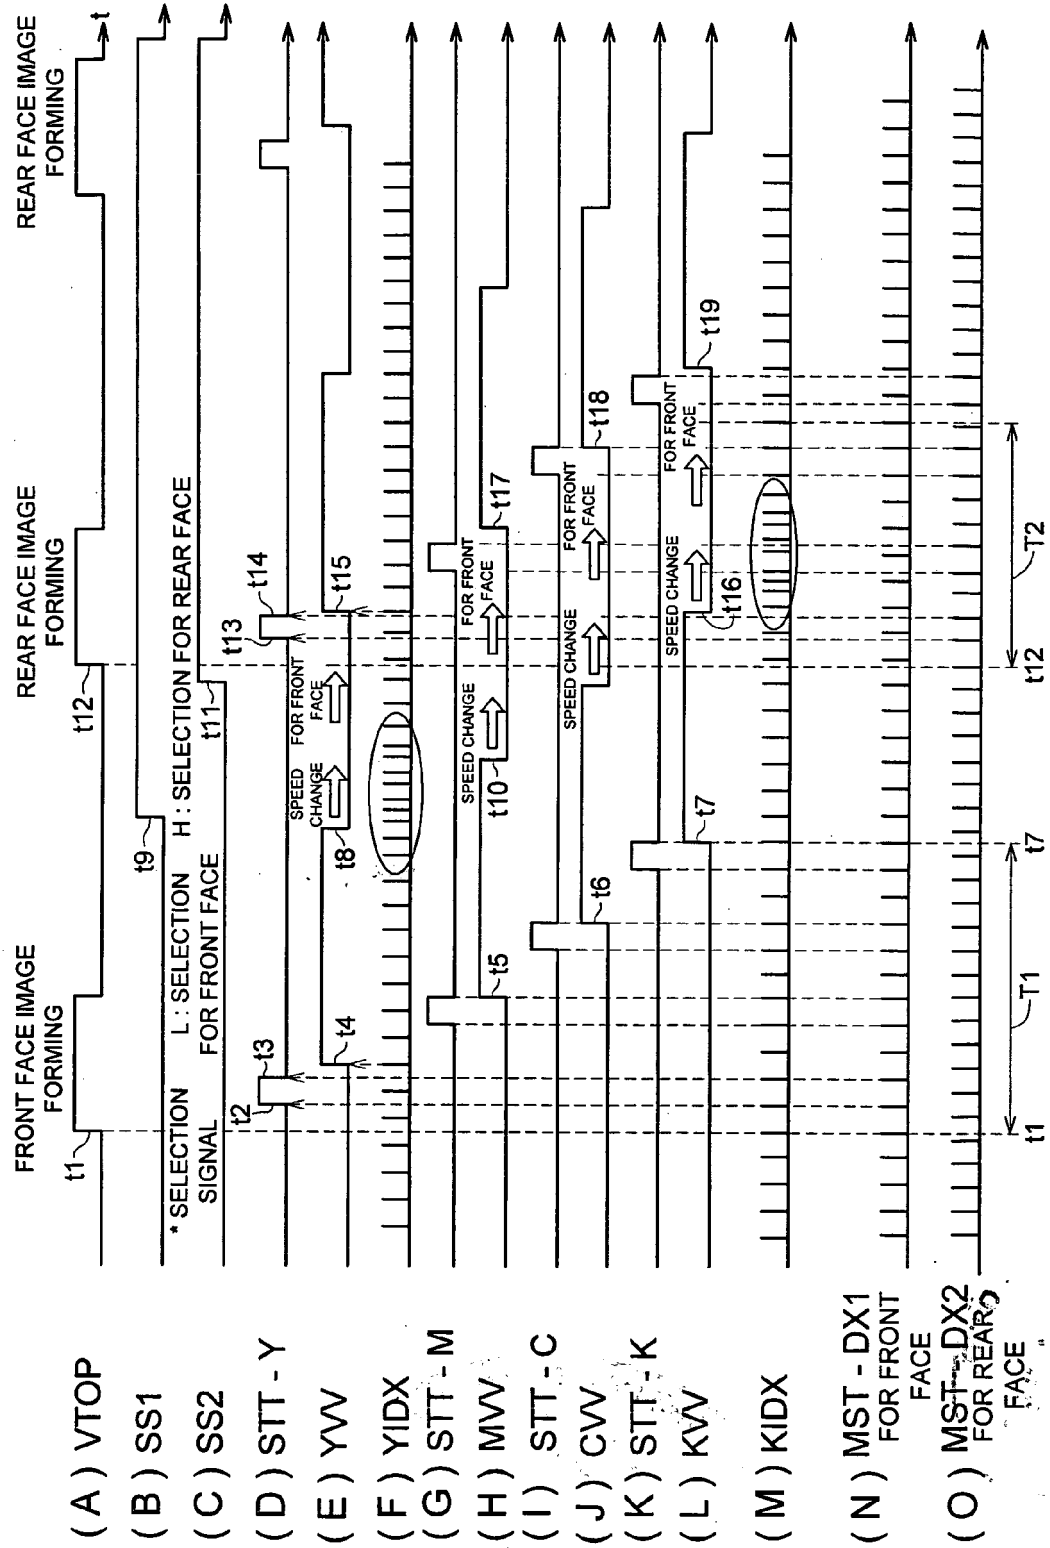 FRONT FACE IMAGE
FORMING
REAR FACE IMAGE
FORMING
REAR FACE IMAGE
FORMING
( A ) VTOP
t1
t12
t
( B ) SS1
t9
* SELECTION
SIGNAL
L : SELECTION
FOR FRONT FACE
H : SELECTION FOR REAR FACE
( C ) SS2
t11
( D ) STT - Y
t2
t3
t13
t14
( E ) YVV
t4
t8
SPEED
CHANGE
FOR FRONT
FACE
t15
( F ) YIDX
( G ) STT - M
( H ) MVV
t5
t10
SPEED CHANGE
FOR FRONT
FACE
t17
( I ) STT - C
( J ) CVV
t6
SPEED CHANGE
FOR FRONT
FACE
t18
( K ) STT - K
( L ) KVV
t7
SPEED CHANGE
t16
FOR FRONT
FACE
t19
( M ) KIDX
( N ) MST - DX1
FOR FRONT
FACE
( O ) MST - DX2
FOR REAR
FACE
t1
T1
t7
t12
T2